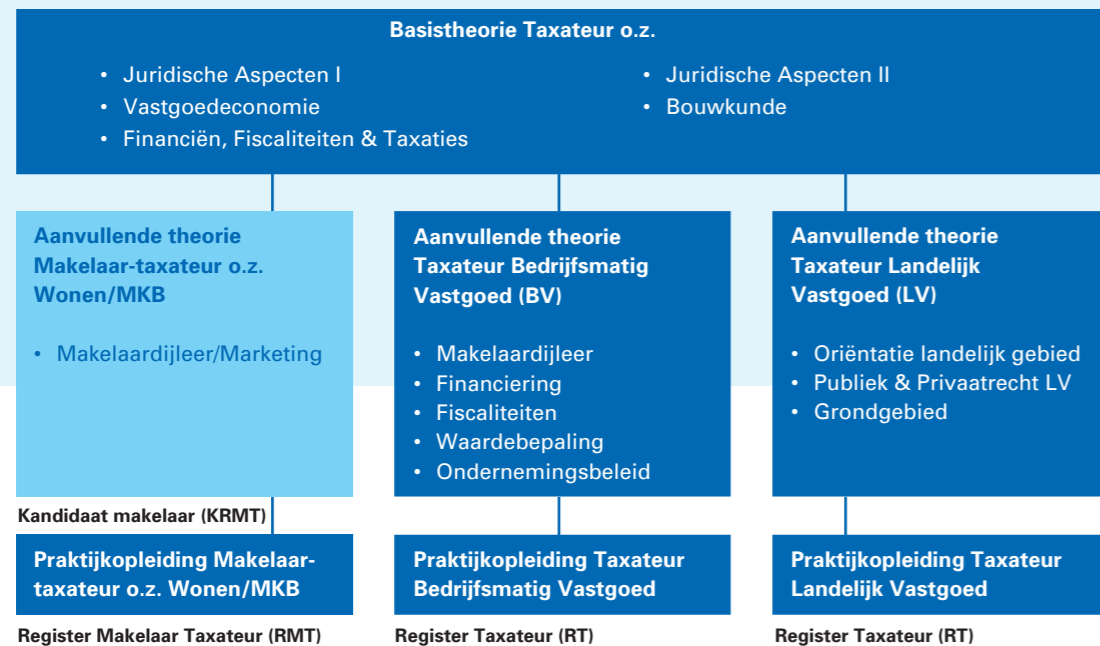 Basistheorie Taxateur o.z.
• Juridische Aspecten I
• Vastgoedeconomie
• Financiën, Fiscaliteiten & Taxaties
• Juridische Aspecten II
• Bouwkunde
Aanvullende theorie
Makelaar-taxateur o.z.
Wonen/MKB
• Makelaardijleer/Marketing
Kandidaat makelaar (KRMT)
Praktijkopleiding Makelaar-
taxateur o.z. Wonen/MKB
Register Makelaar Taxateur (RMT)
Aanvullende theorie
Taxateur Bedrijfsmatig
Vastgoed (BV)
• Makelaardijleer
• Financiering
• Fiscaliteiten
• Waardebepaling
• Ondernemingsbeleid
Praktijkopleiding Taxateur
Bedrijfsmatig Vastgoed
Register Taxateur (RT)
Aanvullende theorie
Taxateur Landelijk
Vastgoed (LV)
• Oriëntatie landelijk gebied
• Publiek & Privaatrecht LV
• Grondgebied
Praktijkopleiding Taxateur
Landelijk Vastgoed
Register Taxateur (RT)